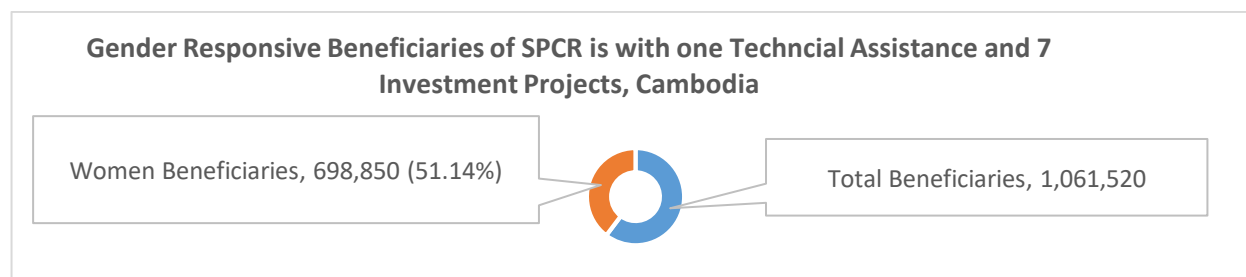 Gender Responsive Beneficiaries of SPCR is with one Techncial Assistance and 7
Investment Projects, Cambodia
Women Beneficiaries, 698,850 (51.14%)
Total Beneficiaries, 1,061,520